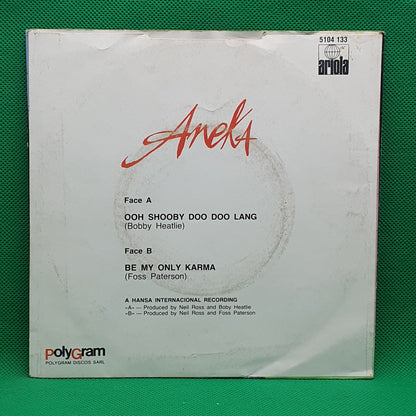 5104 133
ariola
Aneka
Face A
OOH SHOOBY DOO DOO LANG
(Bobby Heatlie)
Face B
BE MY ONLY KARMA
(Foss Paterson)
A HANSA INTERNACIONAL RECORDING
«A» — Produced by Neil Ross and Boby Heatlie
«B» — Produced by Neil Ross and Foss Paterson
PolyGram
POLYGRAM DISCOS SARL